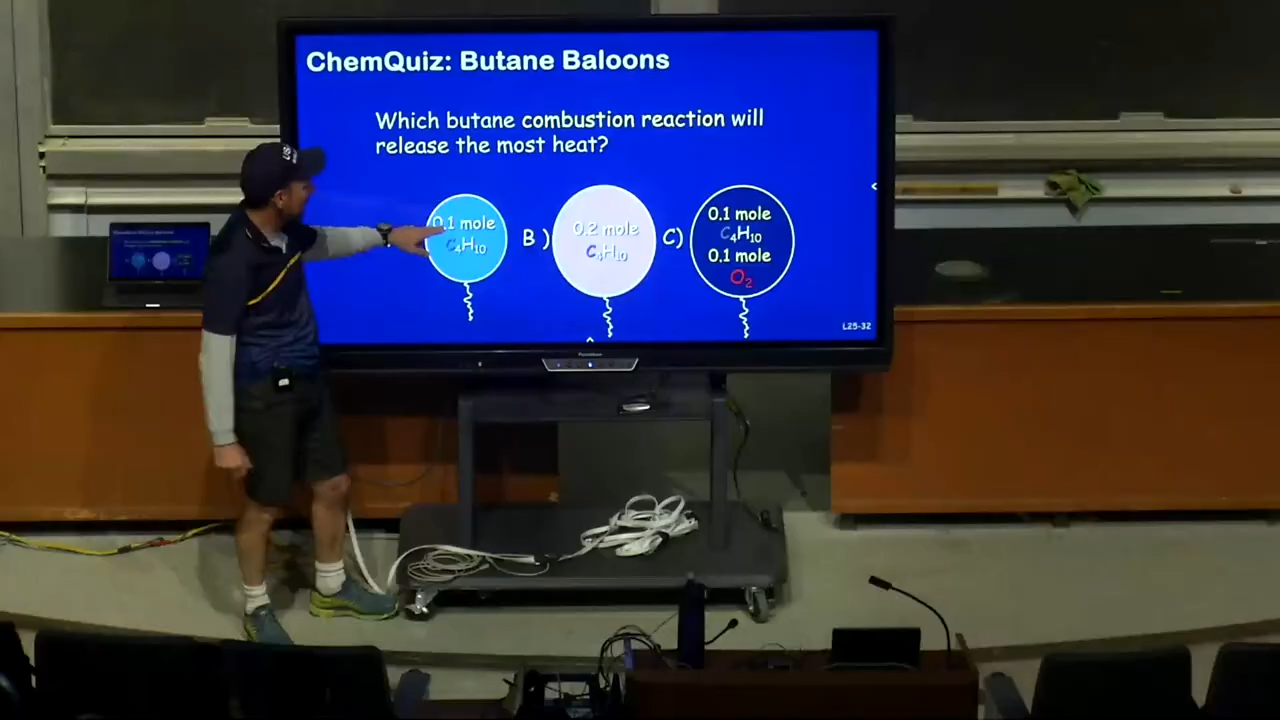 ChemQuiz: Butane Baloons
Which butane combustion reaction will
release the most heat?
0.1 mole
C₄H₁₀
B )
0.2 mole
C₄H₁₀
C)
0.1 mole
C₄H₁₀
0.1 mole
O₂
L25-32